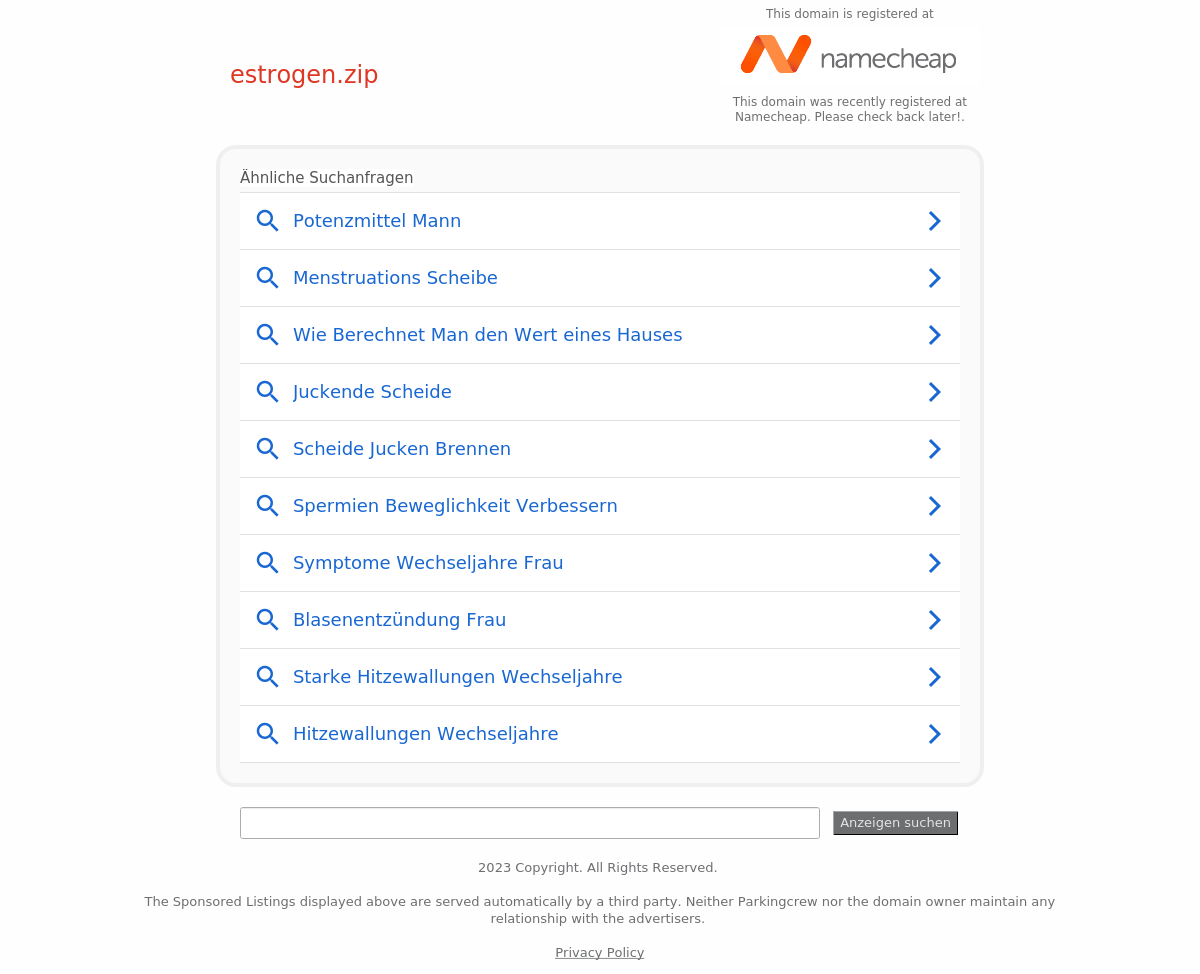 This domain is registered at
namecheap
estrogen.zip
This domain was recently registered at
Namecheap. Please check back later!.
Ähnliche Suchanfragen
Potenzmittel Mann
Menstruations Scheibe
Wie Berechnet Man den Wert eines Hauses
Juckende Scheide
Scheide Jucken Brennen
Spermien Beweglichkeit Verbessern
Symptome Wechseljahre Frau
Blasenentzündung Frau
Starke Hitzewallungen Wechseljahre
Hitzewallungen Wechseljahre
Anzeigen suchen
2023 Copyright. All Rights Reserved.
The Sponsored Listings displayed above are served automatically by a third party. Neither Parkingcrew nor the domain owner maintain any
relationship with the advertisers.
Privacy Policy